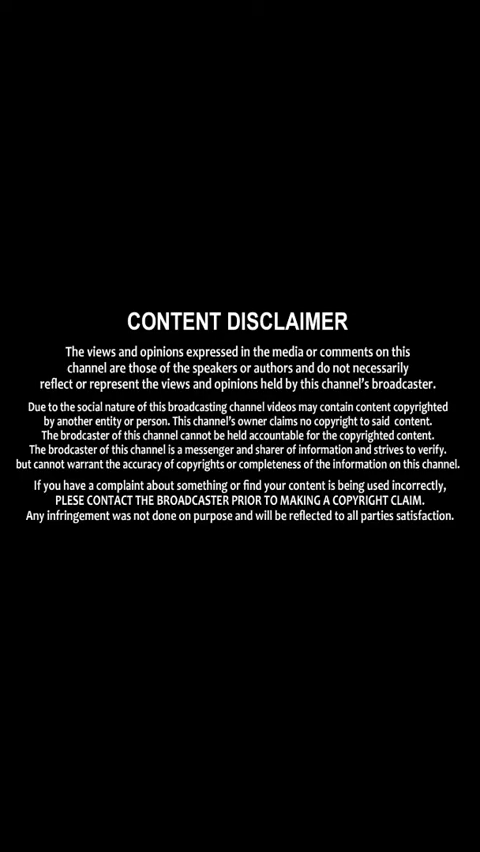 CONTENT DISCLAIMER
The views and opinions expressed in the media or comments on this
channel are those of the speakers or authors and do not necessarily
reflect or represent the views and opinions held by this channel's broadcaster.
Due to the social nature of this broadcasting channel videos may contain content copyrighted
by another entity or person. This channel's owner claims no copyright to said content.
The brodcaster of this channel cannot be held accountable for the copyrighted content.
The brodcaster of this channel is a messenger and sharer of information and strives to verify.
but cannot warrant the accuracy of copyrights or completeness of the information on this channel.
If you have a complaint about something or find your content is being used incorrectly,
PLESE CONTACT THE BROADCASTER PRIOR TO MAKING A COPYRIGHT CLAIM.
Any infringement was not done on purpose and will be reflected to all parties satisfaction.